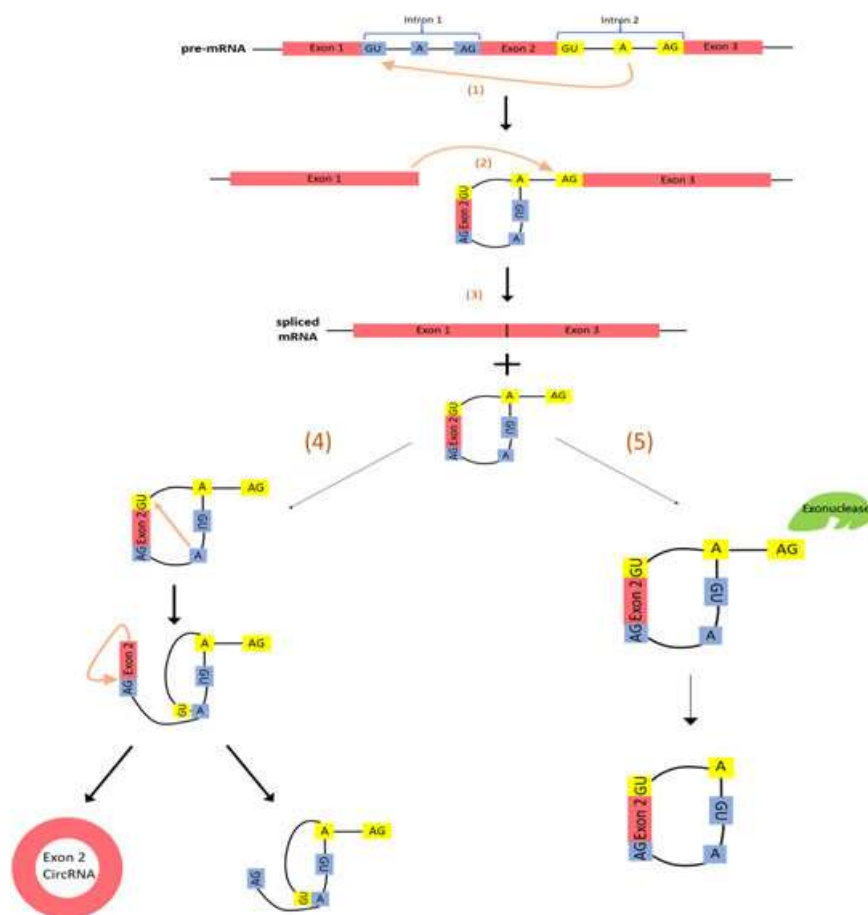 Intron 1 Intron 2
pre-mRNA Exon 1 GU A AG Exon 2 GU A AG Exon 3
(1)
(2)
Exon 1 A AG Exon 3
AG Exon 2 GU GU
A
(3)
spliced mRNA Exon 1 Exon 3
+
A AG
AG Exon 2 GU GU
A
(4) (5)
A AG
AG Exon 2 GU GU
A
Exonuclease
A AG
AG Exon 2 GU GU
A
A AG
AG Exon 2 GU
GU A
A
AG Exon 2 GU GU
A
Exon 2
CircRNA
A AG
AG GU
GU A